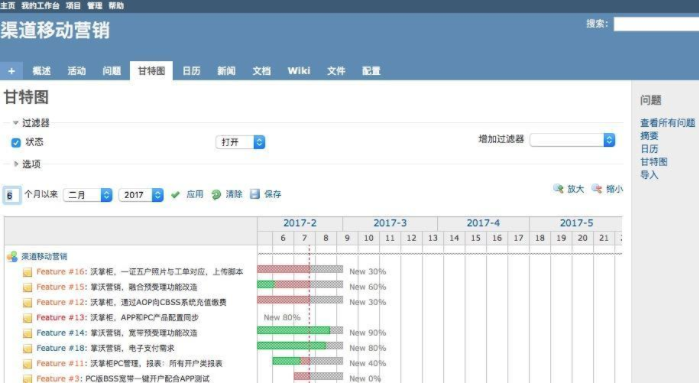 主页 我的工作台 项目 管理 帮助
渠道移动营销
搜索:
+ 概述 活动 问题 甘特图 日历 新闻 文档 Wiki 文件 配置
甘特图
过滤器
状态 打开 增加过滤器
选项
6 个月以来 二月 2017 应用 清除 保存
放大 缩小
2017-2 2017-3 2017-4 2017-5
6 7 8 9 10 11 12 13 14 15 16 17 18 19 20 21
渠道移动营销
Feature #16: 沃掌柜，一证五户照片与工单对应，上传脚本 New 30%
Feature #15: 掌沃营销，融合预受理功能改造 New 60%
Feature #12: 沃掌柜，通过AOP向CBSS系统充值缴费 New 30%
Feature #13: 沃掌柜，APP和PC产品配置同步 New 80%
Feature #14: 掌沃营销，宽带预受理功能改造 New 90%
Feature #18: 掌沃营销，电子支付需求 New 80%
Feature #11: 沃掌柜PC管理，报表：所有开户类报表 New 40%
Feature #3: PC版BSS宽带一键开户配合APP测试 New 0%
问题
查看所有问题
摘要
日历
甘特图
导入